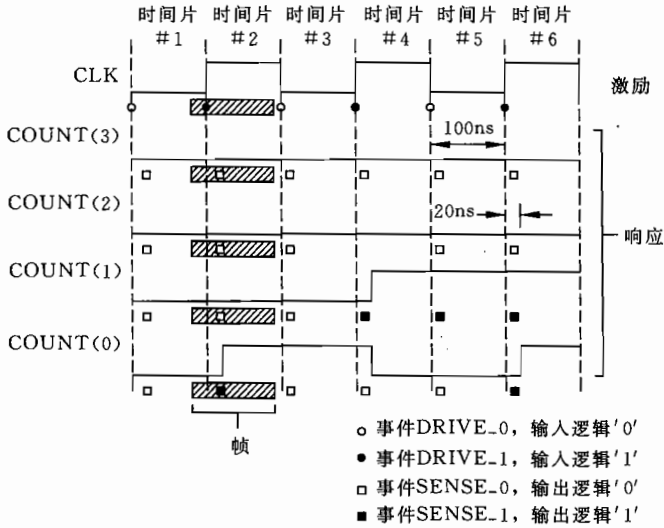 时间片 时间片 时间片 时间片 时间片 时间片
#1 #2 #3 #4 #5 #6
CLK
激励
COUNT(3)
100ns
COUNT(2)
20ns
响应
COUNT(1)
COUNT(0)
帧
事件DRIVE_0, 输入逻辑'0'
事件DRIVE_1, 输入逻辑'1'
事件SENSE_0, 输出逻辑'0'
事件SENSE_1, 输出逻辑'1'